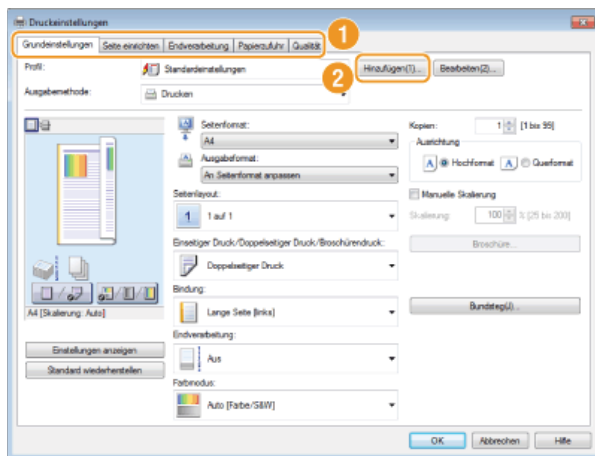 Druckeinstellungen
1
Grundeinstellungen Seite einrichten Endverarbeitung Papierzufuhr Qualität
2
Profil: Standardeinstellungen Hinzufügen(1)... Bearbeiten(2)...
Ausgabemethode: Drucken
Seitenformat: Kopien: 1 [1 bis 99]
A4 Ausrichtung
Ausgabeformat: A Hochformat A Querformat
An Seitenformat anpassen
Seitenlayout: Manuelle Skalierung
1 1 auf 1 Skalierung: 100 % [25 bis 200]
Einseitiger Druck/Doppelseitiger Druck/Broschürendruck: Broschüre...
Doppelseitiger Druck
Bindung:
A4 [Skalierung: Auto] Lange Seite [links] Bundsteg(J)...
Endverarbeitung:
Einstellungen anzeigen Aus
Standard wiederherstellen
Farbmodus:
Auto [Farbe/S&W]
OK Abbrechen Hilfe